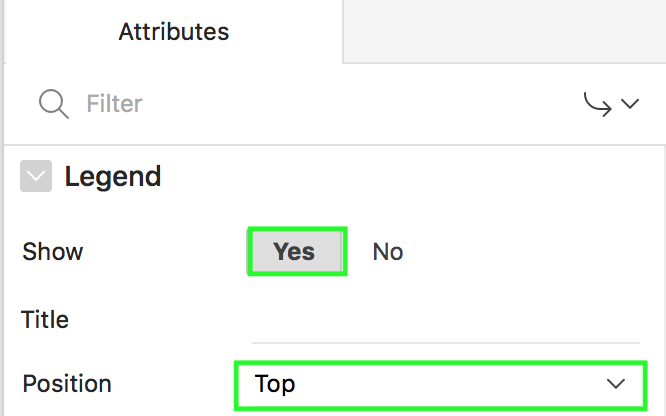 Attributes
Filter
Legend
Show Yes No
Title
Position Top